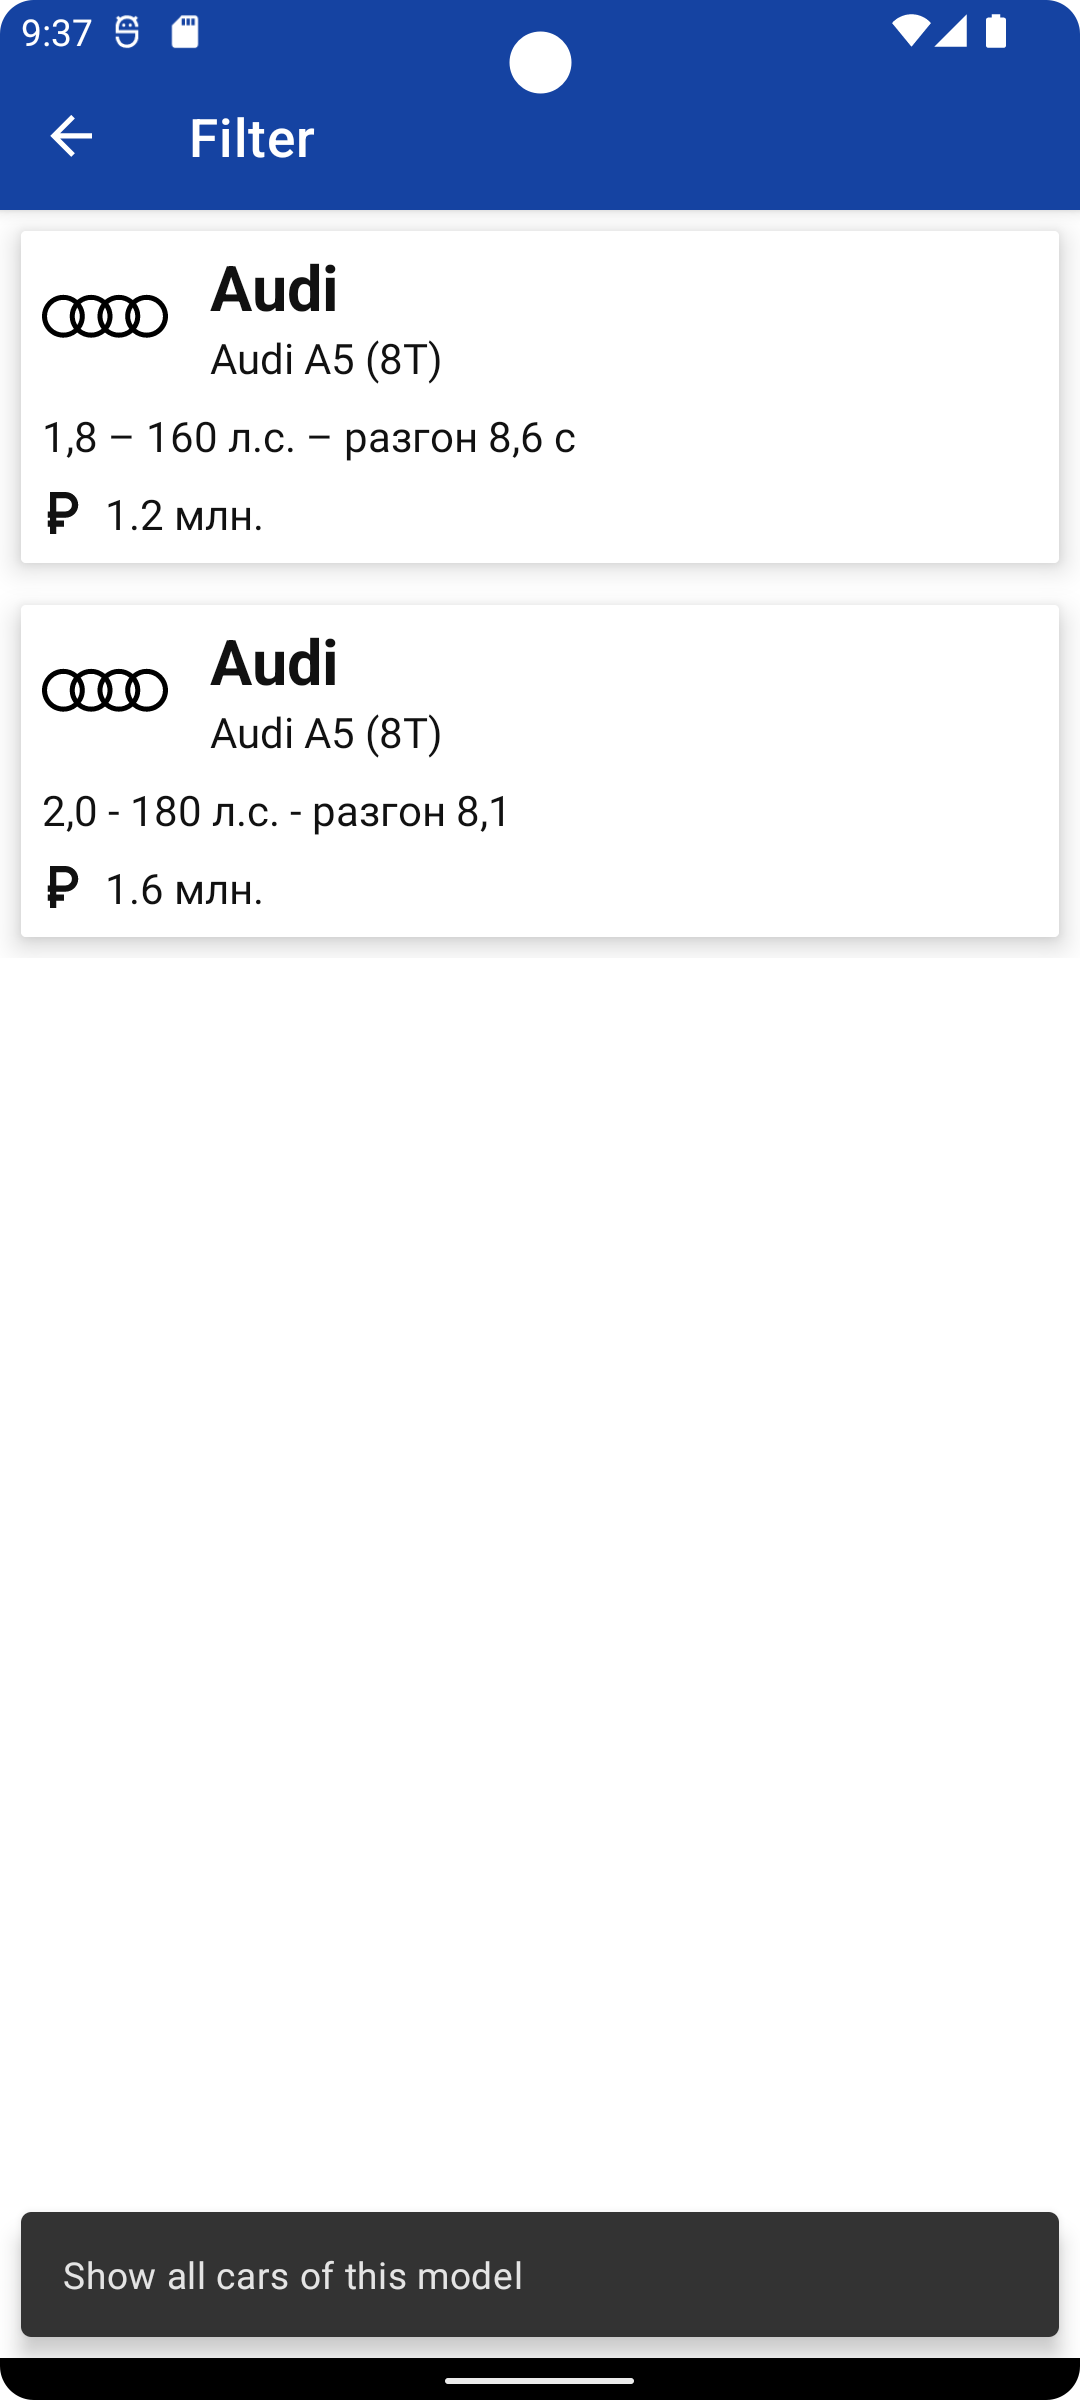 9:37
Filter
Audi
Audi A5 (8T)
1,8 – 160 л.с. – разгон 8,6 с
₽ 1.2 млн.
Audi
Audi A5 (8T)
2,0 - 180 л.с. - разгон 8,1
₽ 1.6 млн.
Show all cars of this model